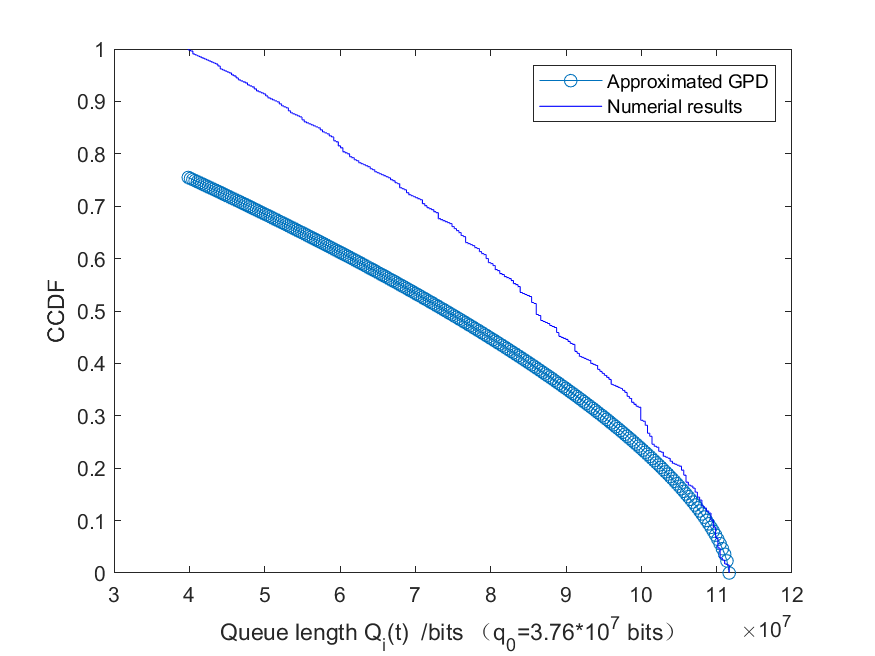 1
0.9
0.8
0.7
0.6
0.5
0.4
0.3
0.2
0.1
0
CCDF
Approximated GPD
Numerial results
3 4 5 6 7 8 9 10 11 12
×10^7
Queue length Q_i(t) /bits （q_0=3.76*10^7 bits）